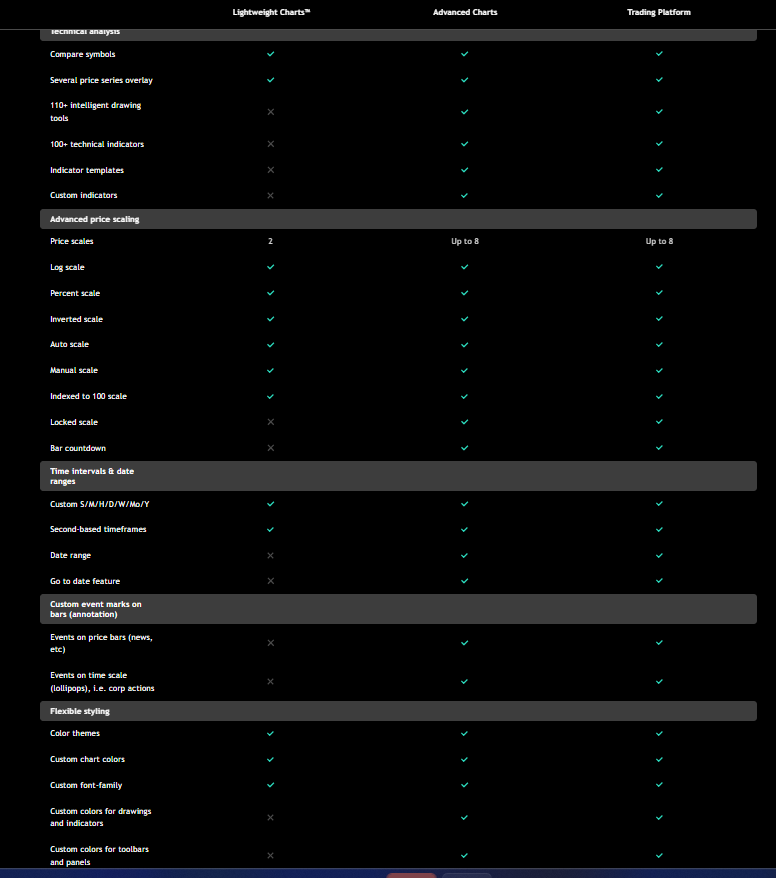 Lightweight Charts™ Advanced Charts Trading Platform
Technical analysis
Compare symbols
Several price series overlay
110+ intelligent drawing
tools
100+ technical indicators
Indicator templates
Custom indicators
Advanced price scaling
Price scales 2 Up to 8 Up to 8
Log scale
Percent scale
Inverted scale
Auto scale
Manual scale
Indexed to 100 scale
Locked scale
Bar countdown
Time intervals & date
ranges
Custom S/M/H/D/W/Mo/Y
Second-based timeframes
Date range
Go to date feature
Custom event marks on
bars (annotation)
Events on price bars (news,
etc)
Events on time scale
(lollipops), i.e. corp actions
Flexible styling
Color themes
Custom chart colors
Custom font-family
Custom colors for drawings
and indicators
Custom colors for toolbars
and panels